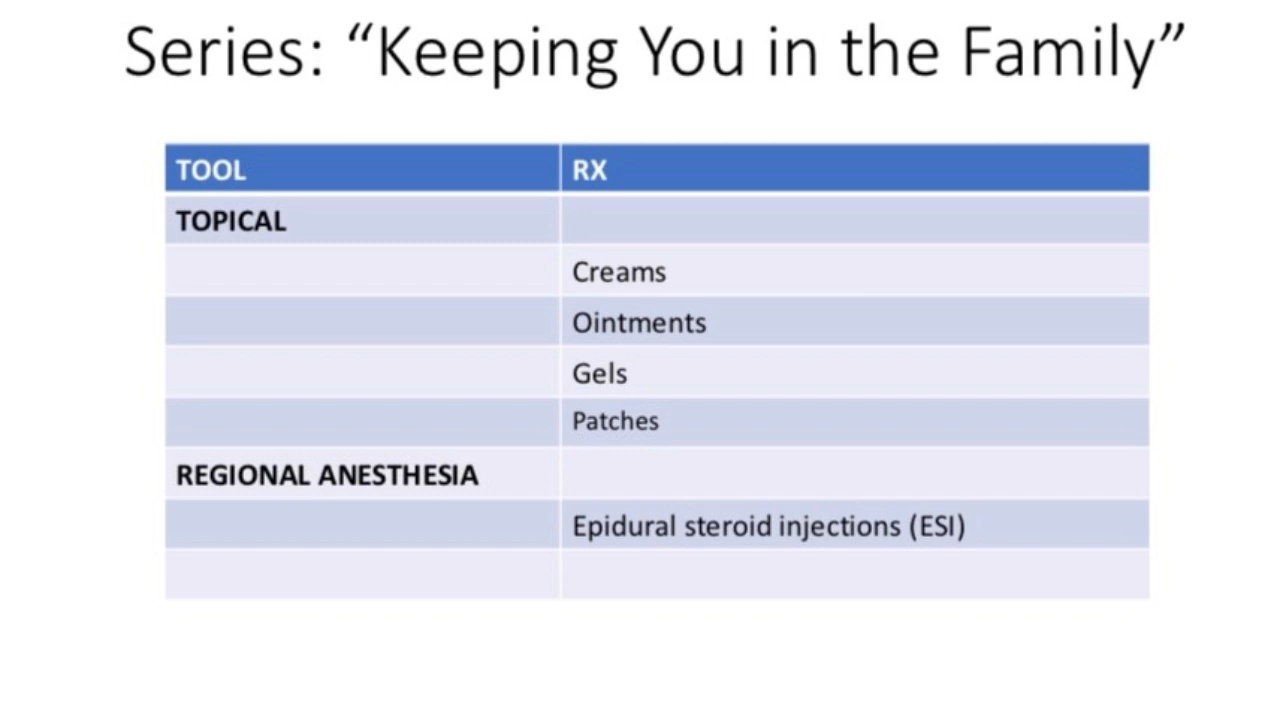 Series: “Keeping You in the Family”
TOOL RX
TOPICAL
Creams
Ointments
Gels
Patches
REGIONAL ANESTHESIA
Epidural steroid injections (ESI)